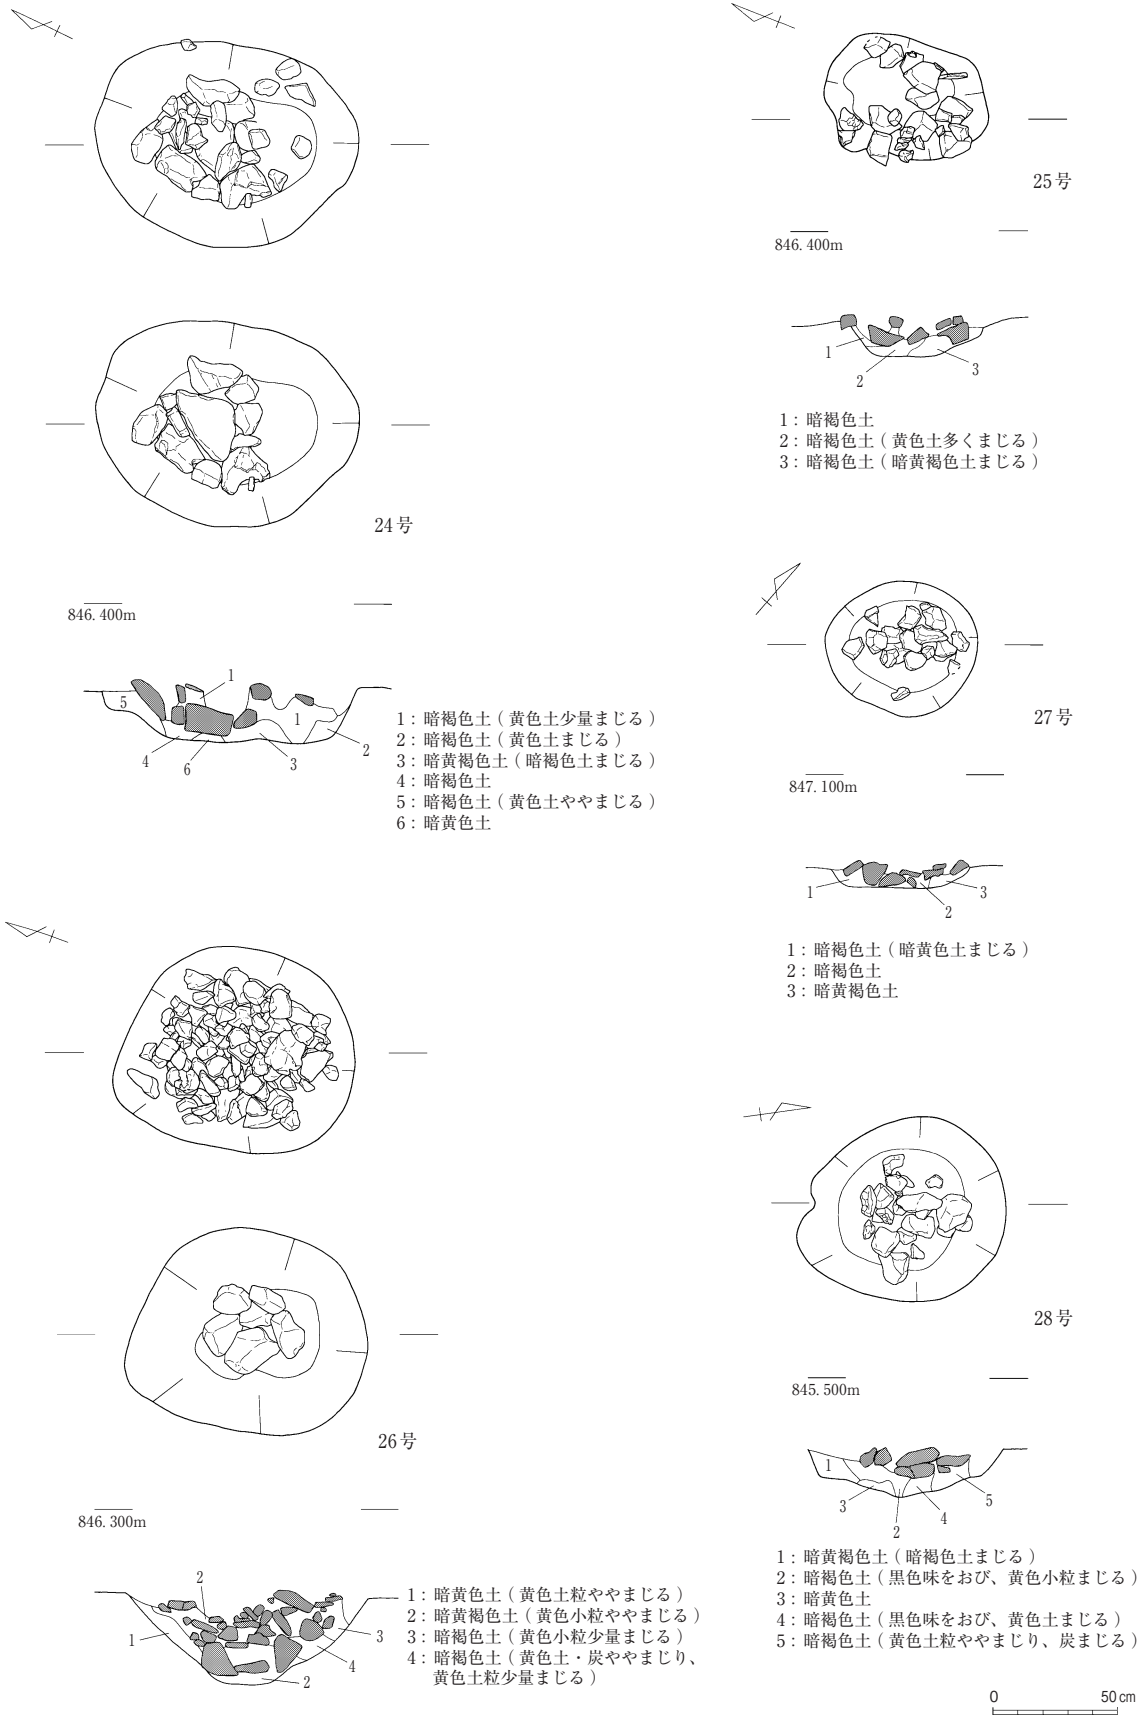 24号
846.400m
1
5
1
4
6
3
2
1：暗褐色土（黄色土少量まじる）
2：暗褐色土（黄色土まじる）
3：暗黄褐色土（暗褐色土まじる）
4：暗褐色土
5：暗褐色土（黄色土ややまじる）
6：暗黄色土
25号
846.400m
1
2
3
1：暗褐色土
2：暗褐色土（黄色土多くまじる）
3：暗褐色土（暗黄褐色土まじる）
26号
846.300m
2
1
3
4
2
1：暗黄色土（黄色土粒ややまじる）
2：暗黄褐色土（黄色小粒ややまじる）
3：暗褐色土（黄色小粒少量まじる）
4：暗褐色土（黄色土・炭ややまじり、
黄色土粒少量まじる）
27号
847.100m
1
2
3
1：暗褐色土（暗黄色土まじる）
2：暗褐色土
3：暗黄褐色土
28号
845.500m
1
3
2
4
5
1：暗黄褐色土（暗褐色土まじる）
2：暗褐色土（黒色味をおび、黄色小粒まじる）
3：暗黄色土
4：暗褐色土（黒色味をおび、黄色土まじる）
5：暗褐色土（黄色土粒ややまじり、炭まじる）
0 50cm